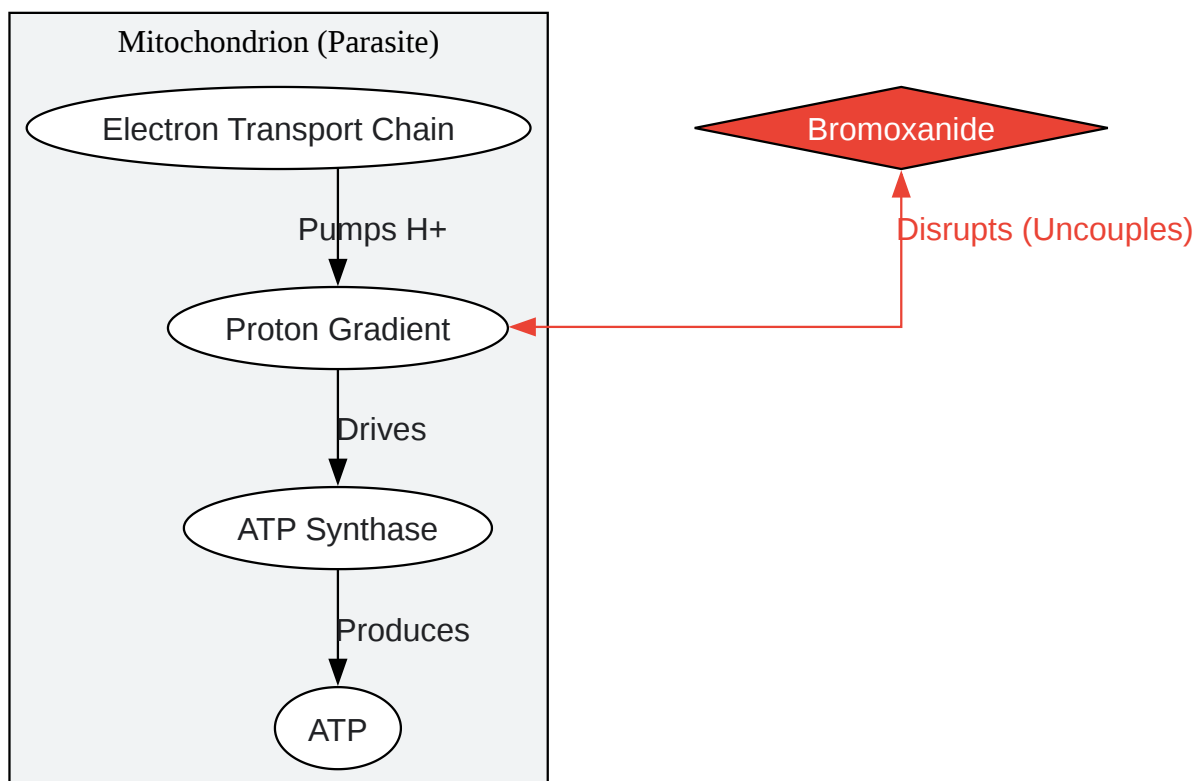 Mitochondrion (Parasite)
Electron Transport Chain
Bromoxanide
Pumps H+
Disrupts (Uncouples)
Proton Gradient
Drives
ATP Synthase
Produces
ATP